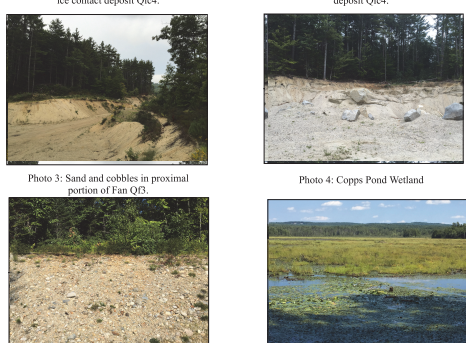 ice contact deposit Qic4.
deposit Qic4.
Photo 3: Sand and cobbles in proximal
portion of Fan Qf3.
Photo 4: Copps Pond Wetland